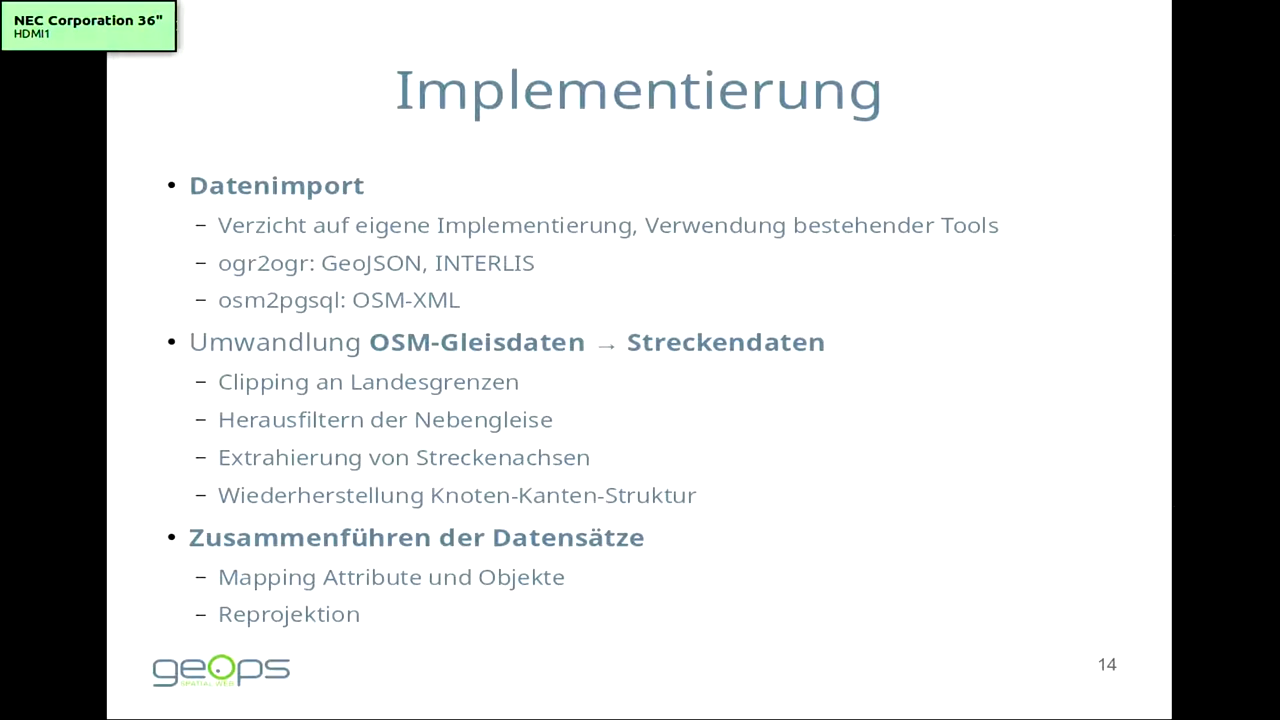 NEC Corporation 36"
HDMI1
Implementierung
• Datenimport
– Verzicht auf eigene Implementierung, Verwendung bestehender Tools
– ogr2ogr: GeoJSON, INTERLIS
– osm2pgsql: OSM-XML
• Umwandlung OSM-Gleisdaten → Streckendaten
– Clipping an Landesgrenzen
– Herausfiltern der Nebengleise
– Extrahierung von Streckenachsen
– Wiederherstellung Knoten-Kanten-Struktur
• Zusammenführen der Datensätze
– Mapping Attribute und Objekte
– Reprojektion
geOps
SPATIAL WEB
14